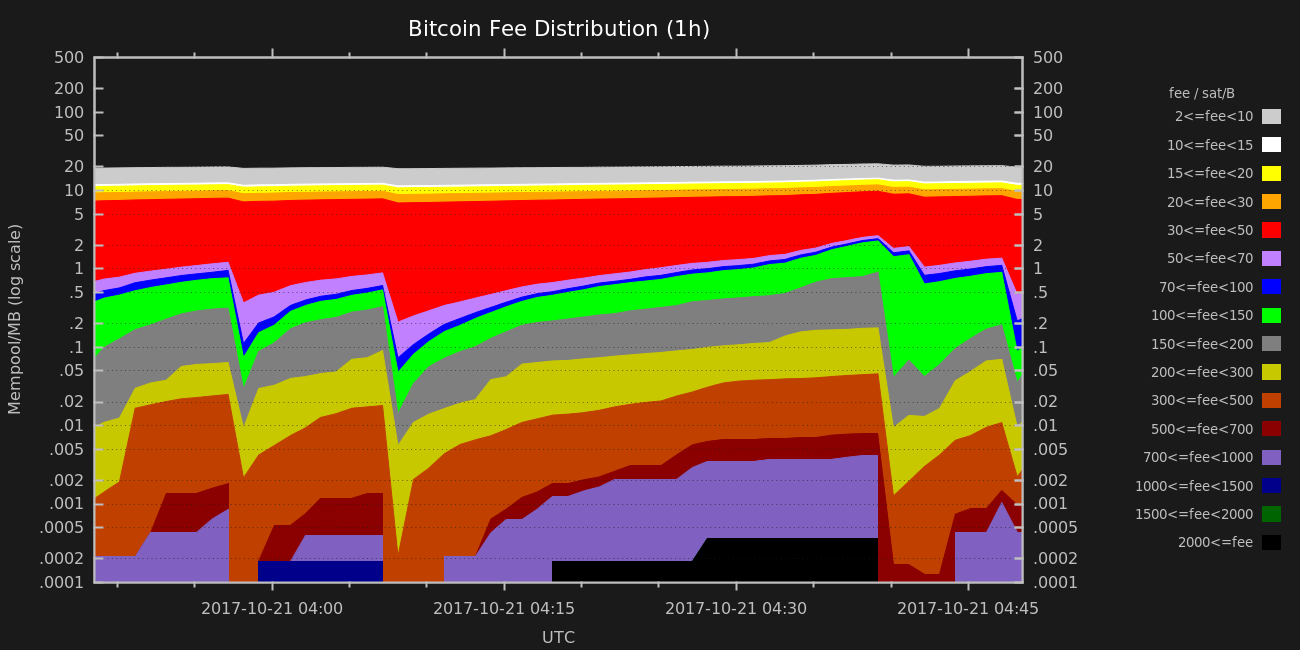 Bitcoin Fee Distribution (1h)
Mempool/MB (log scale)
500
200
100
50
20
10
5
2
1
.5
.2
.1
.05
.02
.01
.005
.002
.001
.0005
.0002
.0001
500
200
100
50
20
10
5
2
1
.5
.2
.1
.05
.02
.01
.005
.002
.001
.0005
.0002
.0001
2017-10-21 04:00
2017-10-21 04:15
2017-10-21 04:30
2017-10-21 04:45
UTC
fee / sat/B
2<=fee<10
10<=fee<15
15<=fee<20
20<=fee<30
30<=fee<50
50<=fee<70
70<=fee<100
100<=fee<150
150<=fee<200
200<=fee<300
300<=fee<500
500<=fee<700
700<=fee<1000
1000<=fee<1500
1500<=fee<2000
2000<=fee